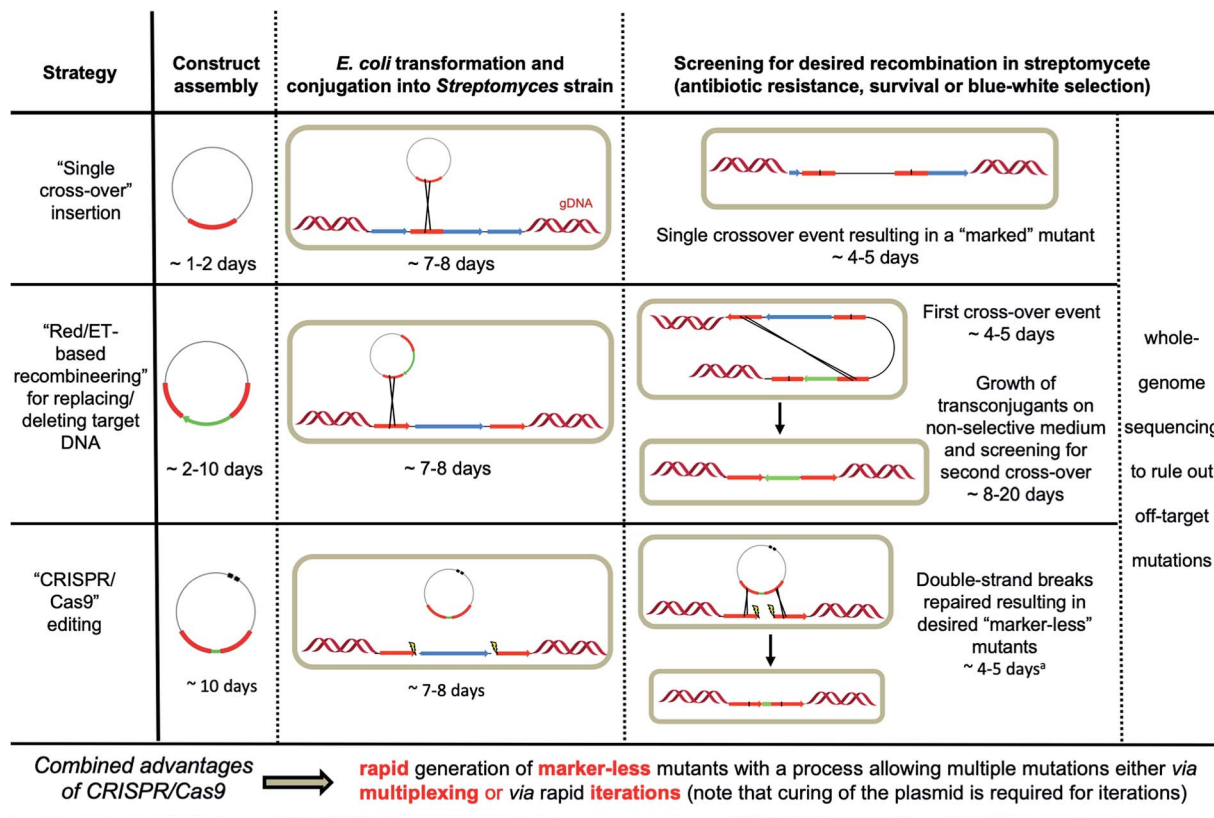 Strategy
Construct
assembly
E. coli transformation and
conjugation into Streptomyces strain
Screening for desired recombination in streptomycete
(antibiotic resistance, survival or blue-white selection)
“Single
cross-over”
insertion
~ 1-2 days
gDNA
~ 7-8 days
Single crossover event resulting in a “marked” mutant
~ 4-5 days
“Red/ET-
based
recombineering”
for replacing/
deleting target
DNA
~ 2-10 days
~ 7-8 days
First cross-over event
~ 4-5 days
Growth of
transconjugants on
non-selective medium
and screening for
second cross-over
~ 8-20 days
“CRISPR/
Cas9”
editing
~ 10 days
~ 7-8 days
Double-strand breaks
repaired resulting in
desired “marker-less”
mutants
~ 4-5 daysᵃ
whole-
genome
sequencing
to rule out
off-target
mutations
Combined advantages
of CRISPR/Cas9
rapid generation of marker-less mutants with a process allowing multiple mutations either via
multiplexing or via rapid iterations (note that curing of the plasmid is required for iterations)